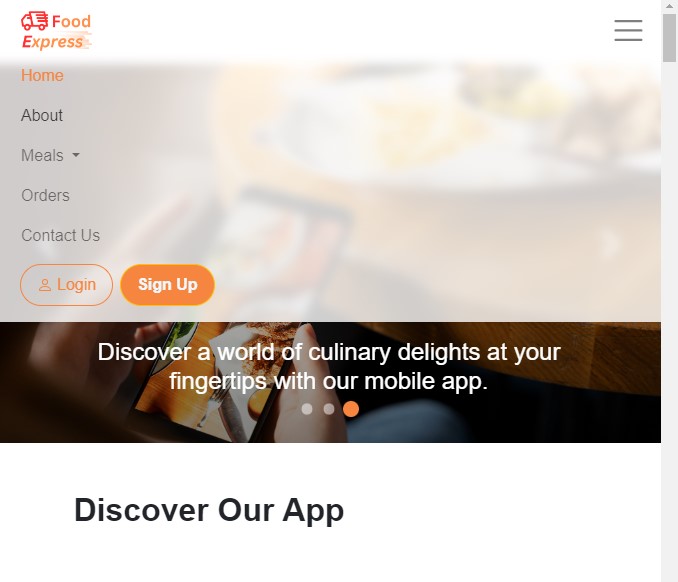 Food
Express
Home
About
Meals
Orders
Contact Us
Login
Sign Up
Discover a world of culinary delights at your
fingertips with our mobile app.
Discover Our App